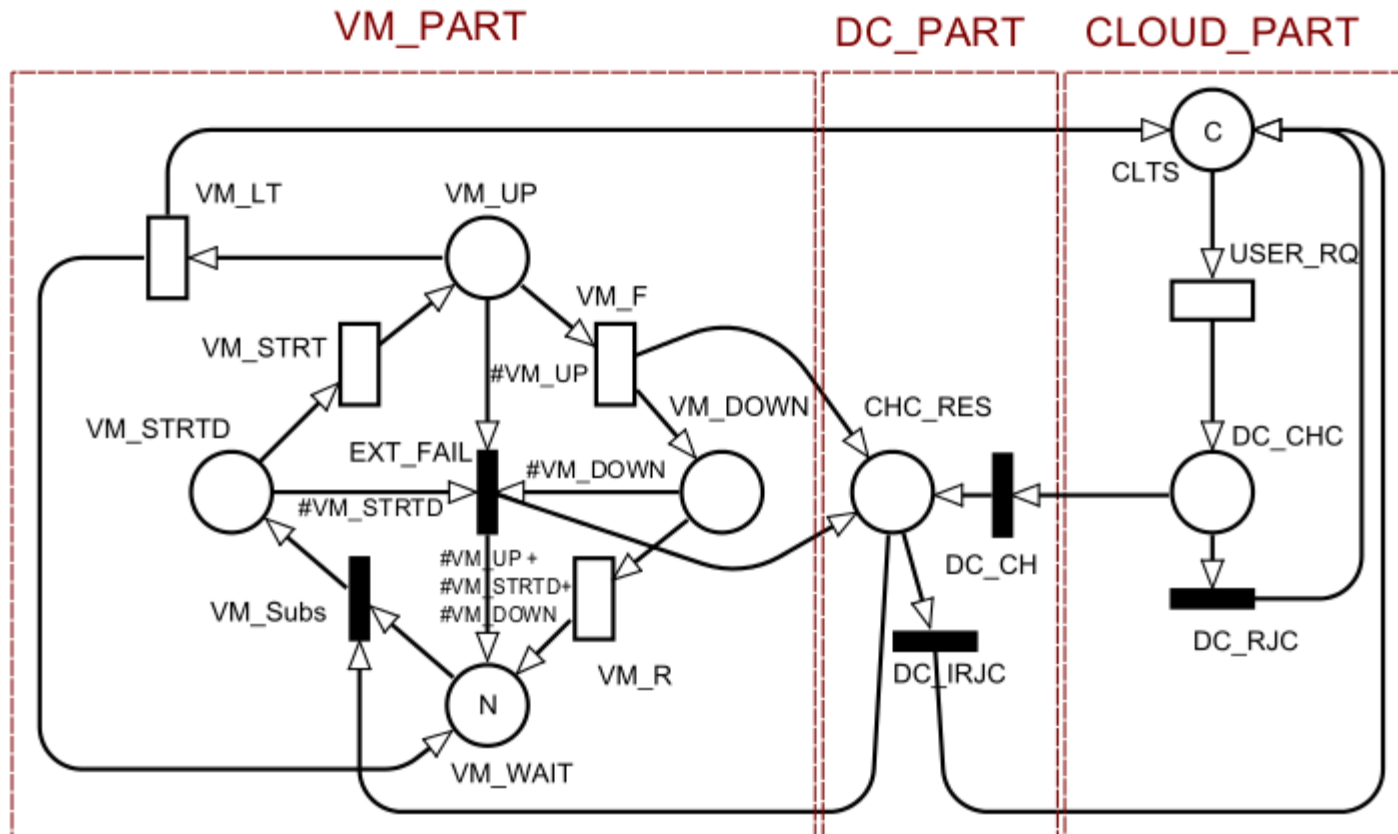 VM_PART
DC_PART
CLOUD_PART
C
CLTS
VM_LT
VM_UP
USER_RQ
VM_F
VM_STRT
#VM_UP
VM_DOWN
CHC_RES
VM_STRTD
DC_CHC
EXT_FAIL
#VM_DOWN
#VM_STRTD
#VM_UP +
#VM_STRTD+
#VM_DOWN
DC_CH
VM_Subs
DC_RJC
VM_R
DC_IRJC
N
VM_WAIT